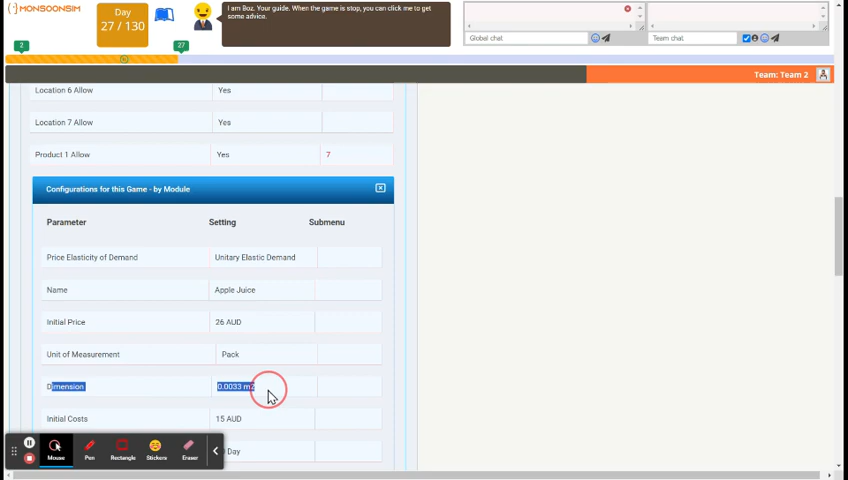 MONSOONSIM
Day
27 / 130
I am Boz. Your guide. When the game is stop, you can click me to get
some advice.
Global chat
Team chat
2
27
Team: Team 2
Location 6 Allow Yes
Location 7 Allow Yes
Product 1 Allow Yes 7
Configurations for this Game - by Module
Parameter Setting Submenu
Price Elasticity of Demand Unitary Elastic Demand
Name Apple Juice
Initial Price 26 AUD
Unit of Measurement Pack
Dimension 0.0033 m2
Initial Costs 15 AUD
Day
Mouse Pen Rectangle Stickers Eraser